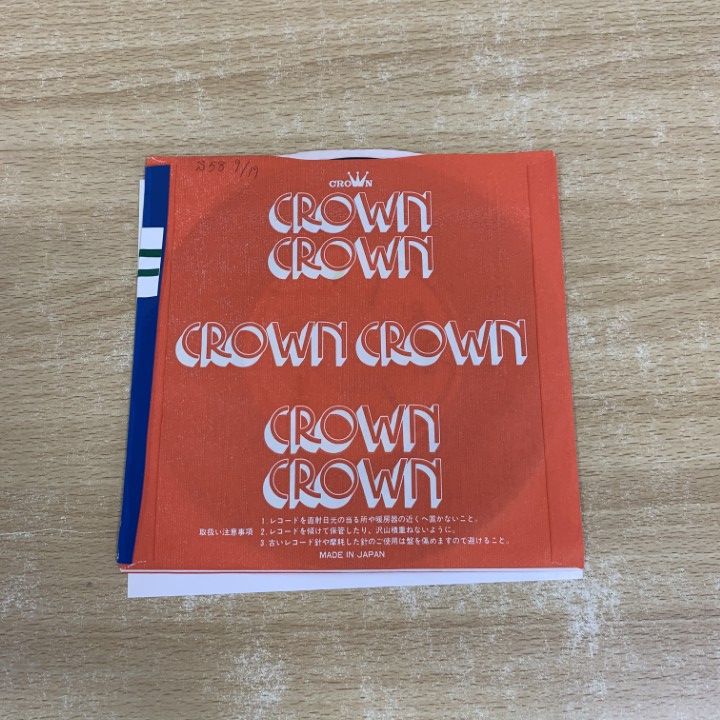 S58 9/19
CROWN
CROWN
CROWN
CROWN CROWN
CROWN
CROWN
取扱い注意事項
1.レコードを直射日光の当る所や暖房器の近くへ置かないこと。
2.レコードを傾けて保管したり、沢山積重ねないように。
3.古いレコード針や摩耗した針のご使用は盤を傷めますので避けること。
MADE IN JAPAN